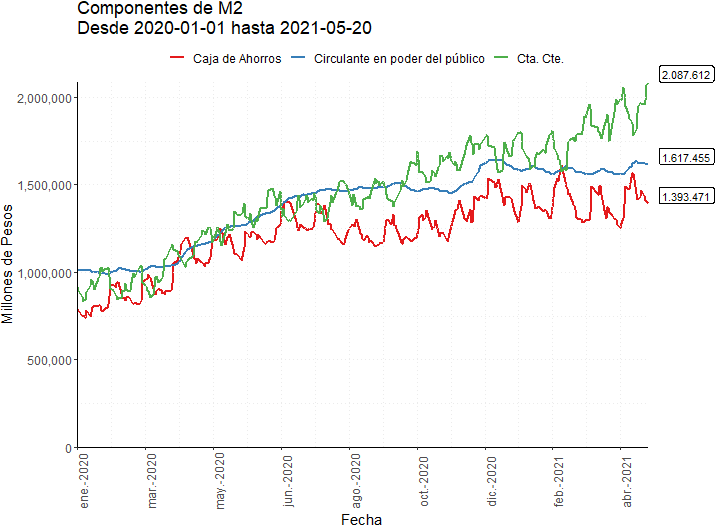 Componentes de M2
Desde 2020-01-01 hasta 2021-05-20
Caja de Ahorros Circulante en poder del público Cta. Cte.
2.087.612
1.617.455
1.393.471
Millones de Pesos
2,000,000
1,500,000
1,000,000
500,000
0
ene.-2020
mar.-2020
may.-2020
jun.-2020
ago.-2020
oct.-2020
dic.-2020
feb.-2021
abr.-2021
Fecha